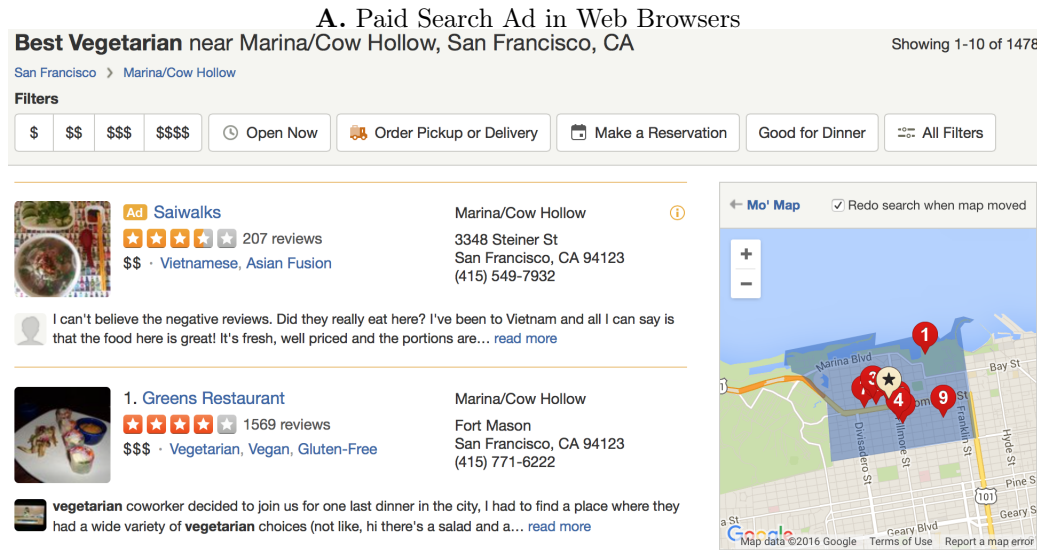 A. Paid Search Ad in Web Browsers
Best Vegetarian near Marina/Cow Hollow, San Francisco, CA
Showing 1-10 of 1478
San Francisco > Marina/Cow Hollow
Filters
$ $$ $$$ $$$$ Open Now Order Pickup or Delivery Make a Reservation Good for Dinner All Filters
Ad Saiwalks
207 reviews
$$ · Vietnamese, Asian Fusion
Marina/Cow Hollow
3348 Steiner St
San Francisco, CA 94123
(415) 549-7932
I can't believe the negative reviews. Did they really eat here? I've been to Vietnam and all I can say is
that the food here is great! It's fresh, well priced and the portions are... read more
1. Greens Restaurant
1569 reviews
$$$ · Vegetarian, Vegan, Gluten-Free
Marina/Cow Hollow
Fort Mason
San Francisco, CA 94123
(415) 771-6222
vegetarian coworker decided to join us for one last dinner in the city, I had to find a place where they
had a wide variety of vegetarian choices (not like, hi there's a salad and a... read more
Mo' Map
Redo search when map moved
+
−
1
Marina Blvd
Bay St
3
4
9
Divisadero St
Franklin St
Hyde St
101
Pine S
Geary S
Geary Blvd
a St
Google
Map data ©2016 Google Terms of Use Report a map error